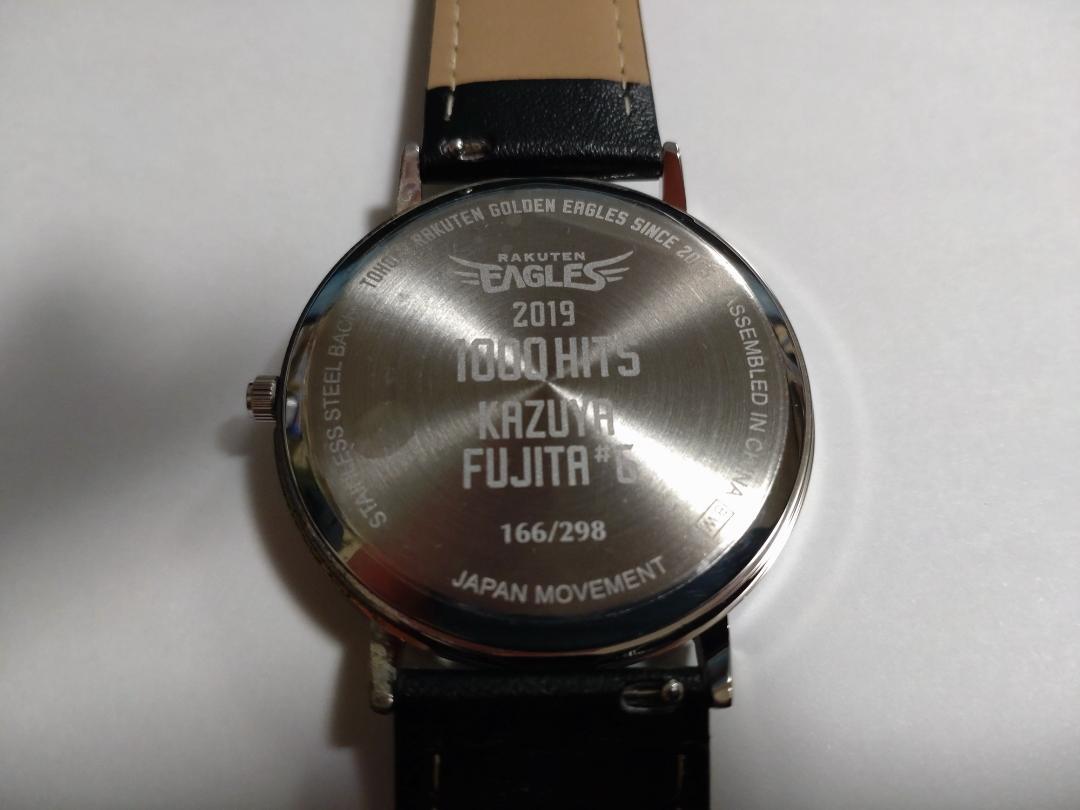 RAKUTEN GOLDEN EAGLES SINCE
RAKUTEN
EAGLES
2019
1000 HITS
KAZUYA
FUJITA #6
166/298
JAPAN MOVEMENT
STAINLESS STEEL BACK
ASSEMBLED IN CHINA BW